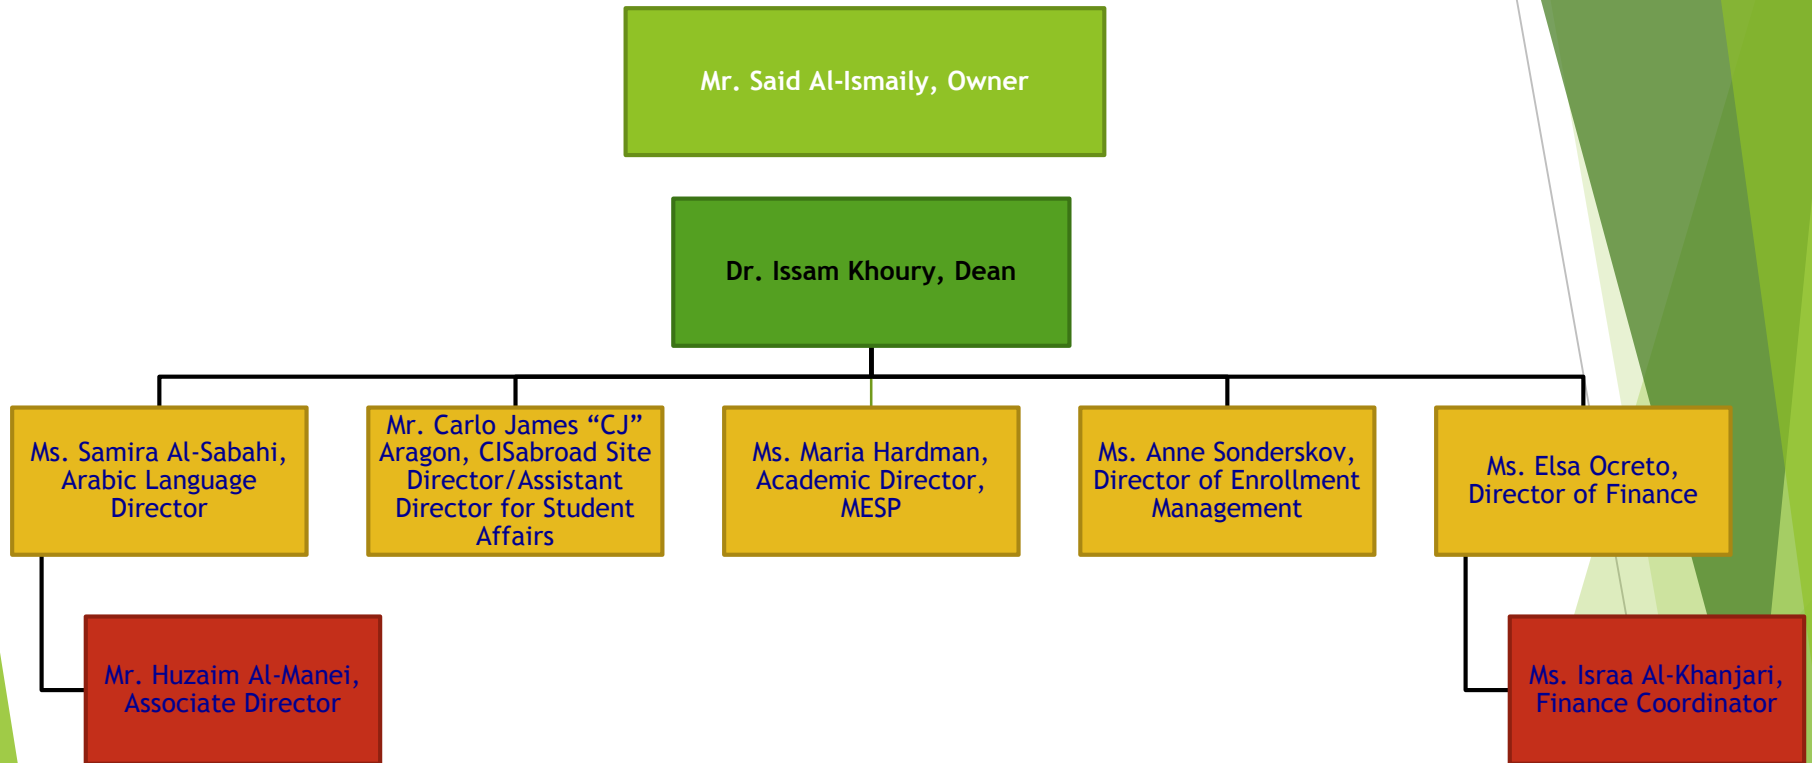 Mr. Said Al-Ismaily, Owner
Dr. Issam Khoury, Dean
Ms. Samira Al-Sabahi,
Arabic Language
Director
Mr. Carlo James “CJ”
Aragon, CISabroad Site
Director/Assistant
Director for Student
Affairs
Ms. Maria Hardman,
Academic Director,
MESP
Ms. Anne Sonderskov,
Director of Enrollment
Management
Ms. Elsa Ocreto,
Director of Finance
Mr. Huzaim Al-Manei,
Associate Director
Ms. Israa Al-Khanjari,
Finance Coordinator